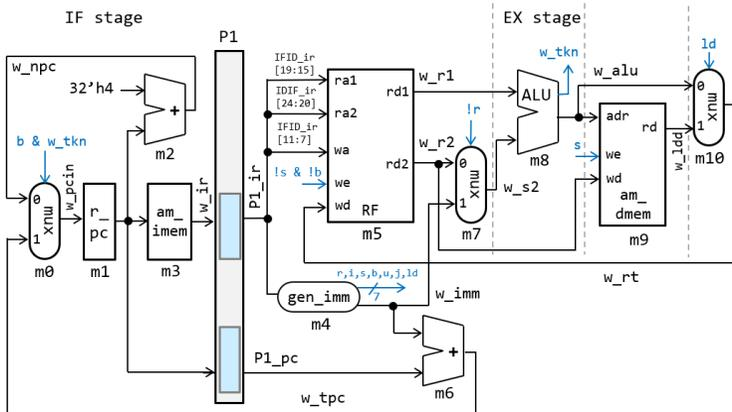 IF stage
P1
EX stage
w_npc
IFID_ir
[19:15]
w_tkn
ld
32'h4
+
IDIF_ir
[24:20]
ra1
w_r1
rd1
ALU
w_alu
0
mux
ra2
!r
adr
m2
IFID_ir
[11:7]
wa
w_r2
rd
1
m10
b & w_tkn
w_pcin
w_ir
P1_ir
!s & !b
we
rd2
0
mux
m8
s
we
w_ldd
0
mux
1
r_
pc
am_
imem
wd
RF
1
w_s2
wd
am_
dmem
m5
m7
m9
m0
m1
m3
r,i,s,b,u,j,ld
7
w_rt
gen_imm
w_imm
m4
P1_pc
+
w_tpc
m6